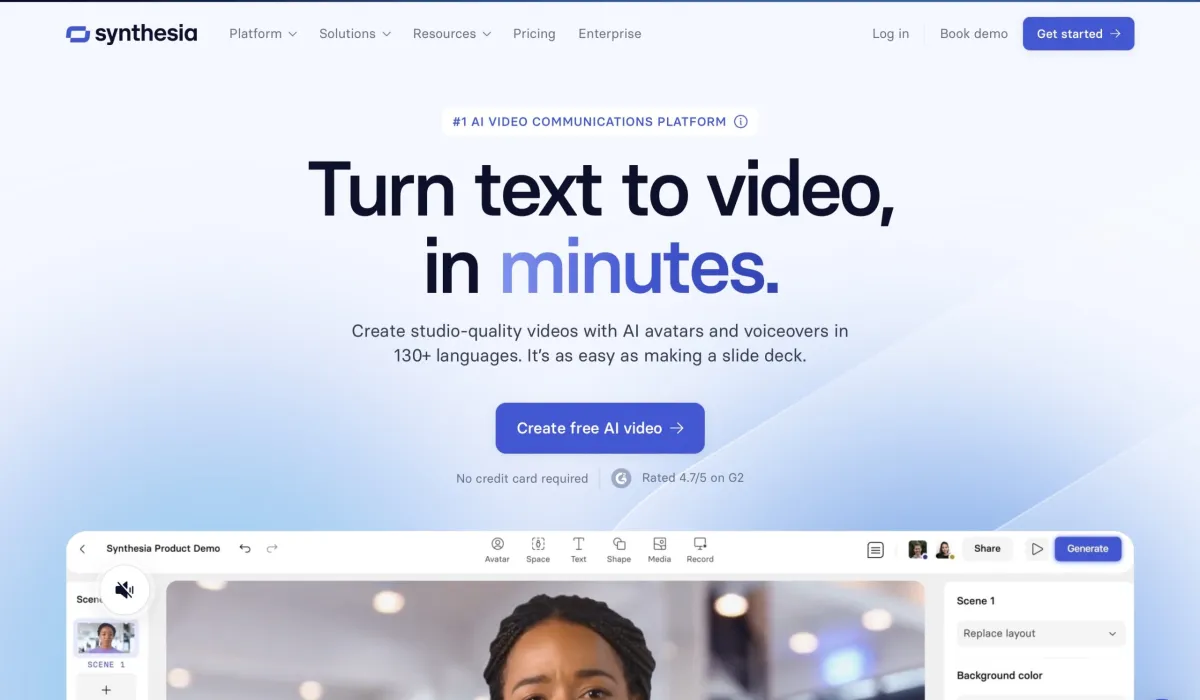 synthesia
Platform
Solutions
Resources
Pricing
Enterprise
Log in
Book demo
Get started
#1 AI VIDEO COMMUNICATIONS PLATFORM
Turn text to video,
in minutes.
Create studio-quality videos with AI avatars and voiceovers in
130+ languages. It's as easy as making a slide deck.
Create free AI video
No credit card required
Rated 4.7/5 on G2
Synthesia Product Demo
Avatar
Space
Text
Shape
Media
Record
Share
Generate
SCENE 1
Scene 1
Replace layout
Background color